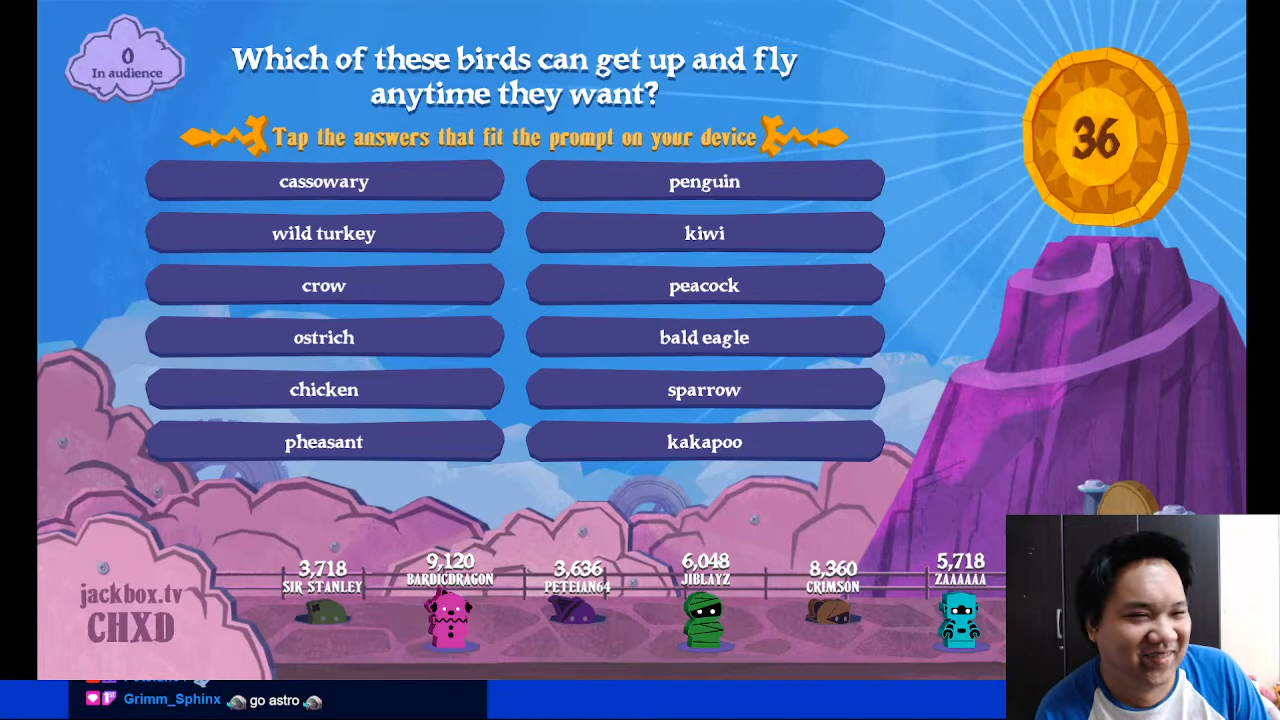 0
In audience
Which of these birds can get up and fly
anytime they want?
Tap the answers that fit the prompt on your device
36
cassowary
penguin
wild turkey
kiwi
crow
peacock
ostrich
bald eagle
chicken
sparrow
pheasant
kakapoo
3,718
SIR STANLEY
9,120
BARDICDRAGON
3,636
PETEIAN64
6,048
JIBLAYZ
8,360
CRIMSON
5,718
ZAAAAAA
jackbox.tv
CHXD
Grimm_Sphinx go astro